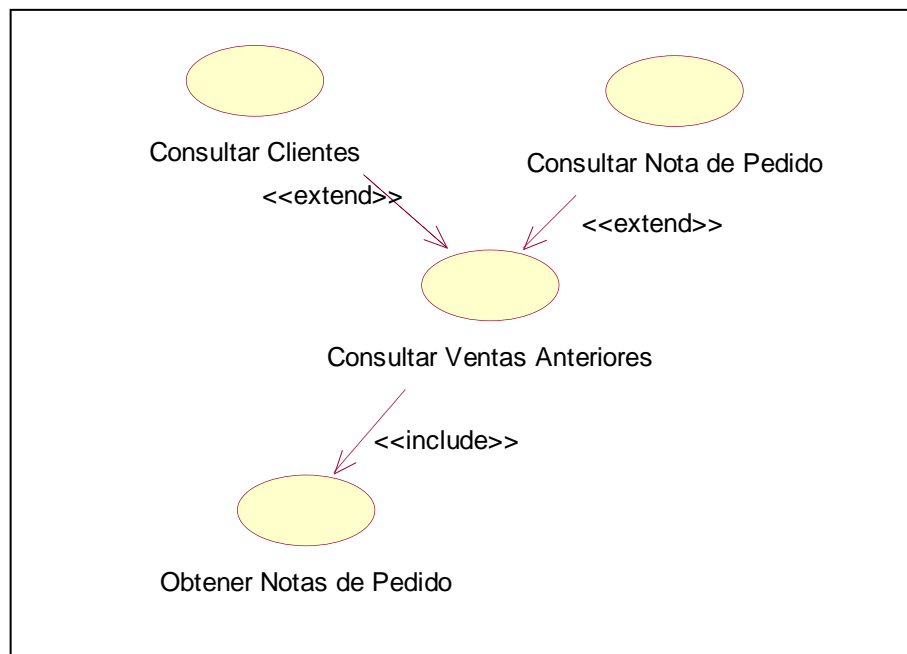 Consultar Clientes
Consultar Nota de Pedido
<<extend>>
<<extend>>
Consultar Ventas Anteriores
<<include>>
Obtener Notas de Pedido